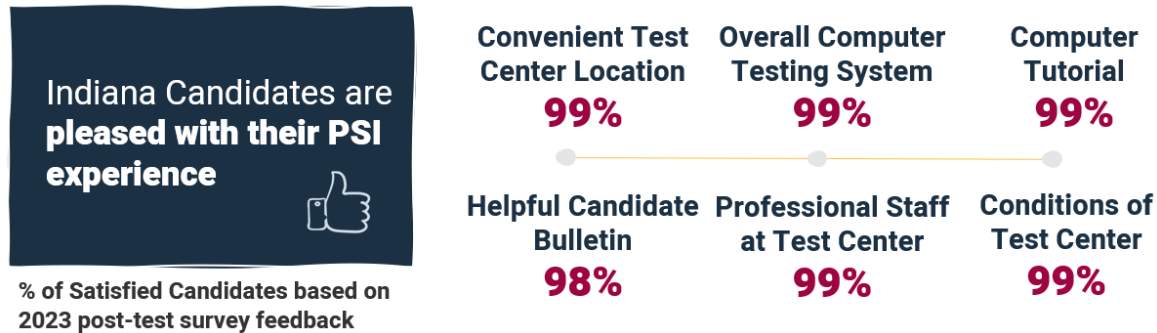 Indiana Candidates are
pleased with their PSI
experience
% of Satisfied Candidates based on
2023 post-test survey feedback
Convenient Test
Center Location
99%
Overall Computer
Testing System
99%
Computer
Tutorial
99%
Helpful Candidate
Bulletin
98%
Professional Staff
at Test Center
99%
Conditions of
Test Center
99%